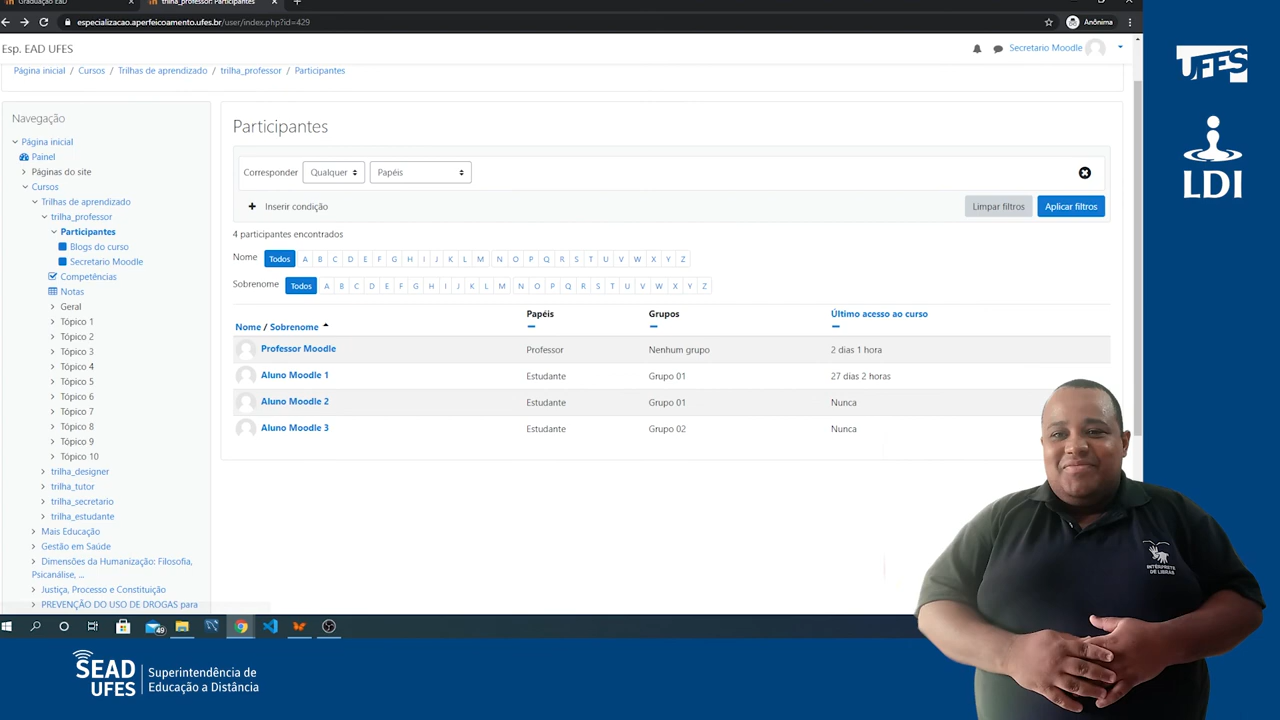 Graduação EaD
trilha_professor: Participantes
especializacao.aperfeicoamento.ufes.br/user/index.php?id=429
Anônima
Esp. EAD UFES
Secretario Moodle
Página inicial / Cursos / Trilhas de aprendizado / trilha_professor / Participantes
Navegação
Página inicial
Painel
Páginas do site
Cursos
Trilhas de aprendizado
trilha_professor
Participantes
Blogs do curso
Secretario Moodle
Competências
Notas
Geral
Tópico 1
Tópico 2
Tópico 3
Tópico 4
Tópico 5
Tópico 6
Tópico 7
Tópico 8
Tópico 9
Tópico 10
trilha_designer
trilha_tutor
trilha_secretario
trilha_estudante
Mais Educação
Gestão em Saúde
Dimensões da Humanização: Filosofia,
Psicanálise, ...
Justiça, Processo e Constituição
PREVENÇÃO DO USO DE DROGAS para
Participantes
Corresponder Qualquer Papéis
Inserir condição
Limpar filtros Aplicar filtros
4 participantes encontrados
Nome Todos A B C D E F G H I J K L M N O P Q R S T U V W X Y Z
Sobrenome Todos A B C D E F G H I J K L M N O P Q R S T U V W X Y Z
Nome / Sobrenome Papéis Grupos Último acesso ao curso
Professor Moodle Professor Nenhum grupo 2 dias 1 hora
Aluno Moodle 1 Estudante Grupo 01 27 dias 2 horas
Aluno Moodle 2 Estudante Grupo 01 Nunca
Aluno Moodle 3 Estudante Grupo 02 Nunca
49
UFES
LDI
INTÉRPRETE
DE LIBRAS
SEAD
UFES
Superintendência de
Educação a Distância